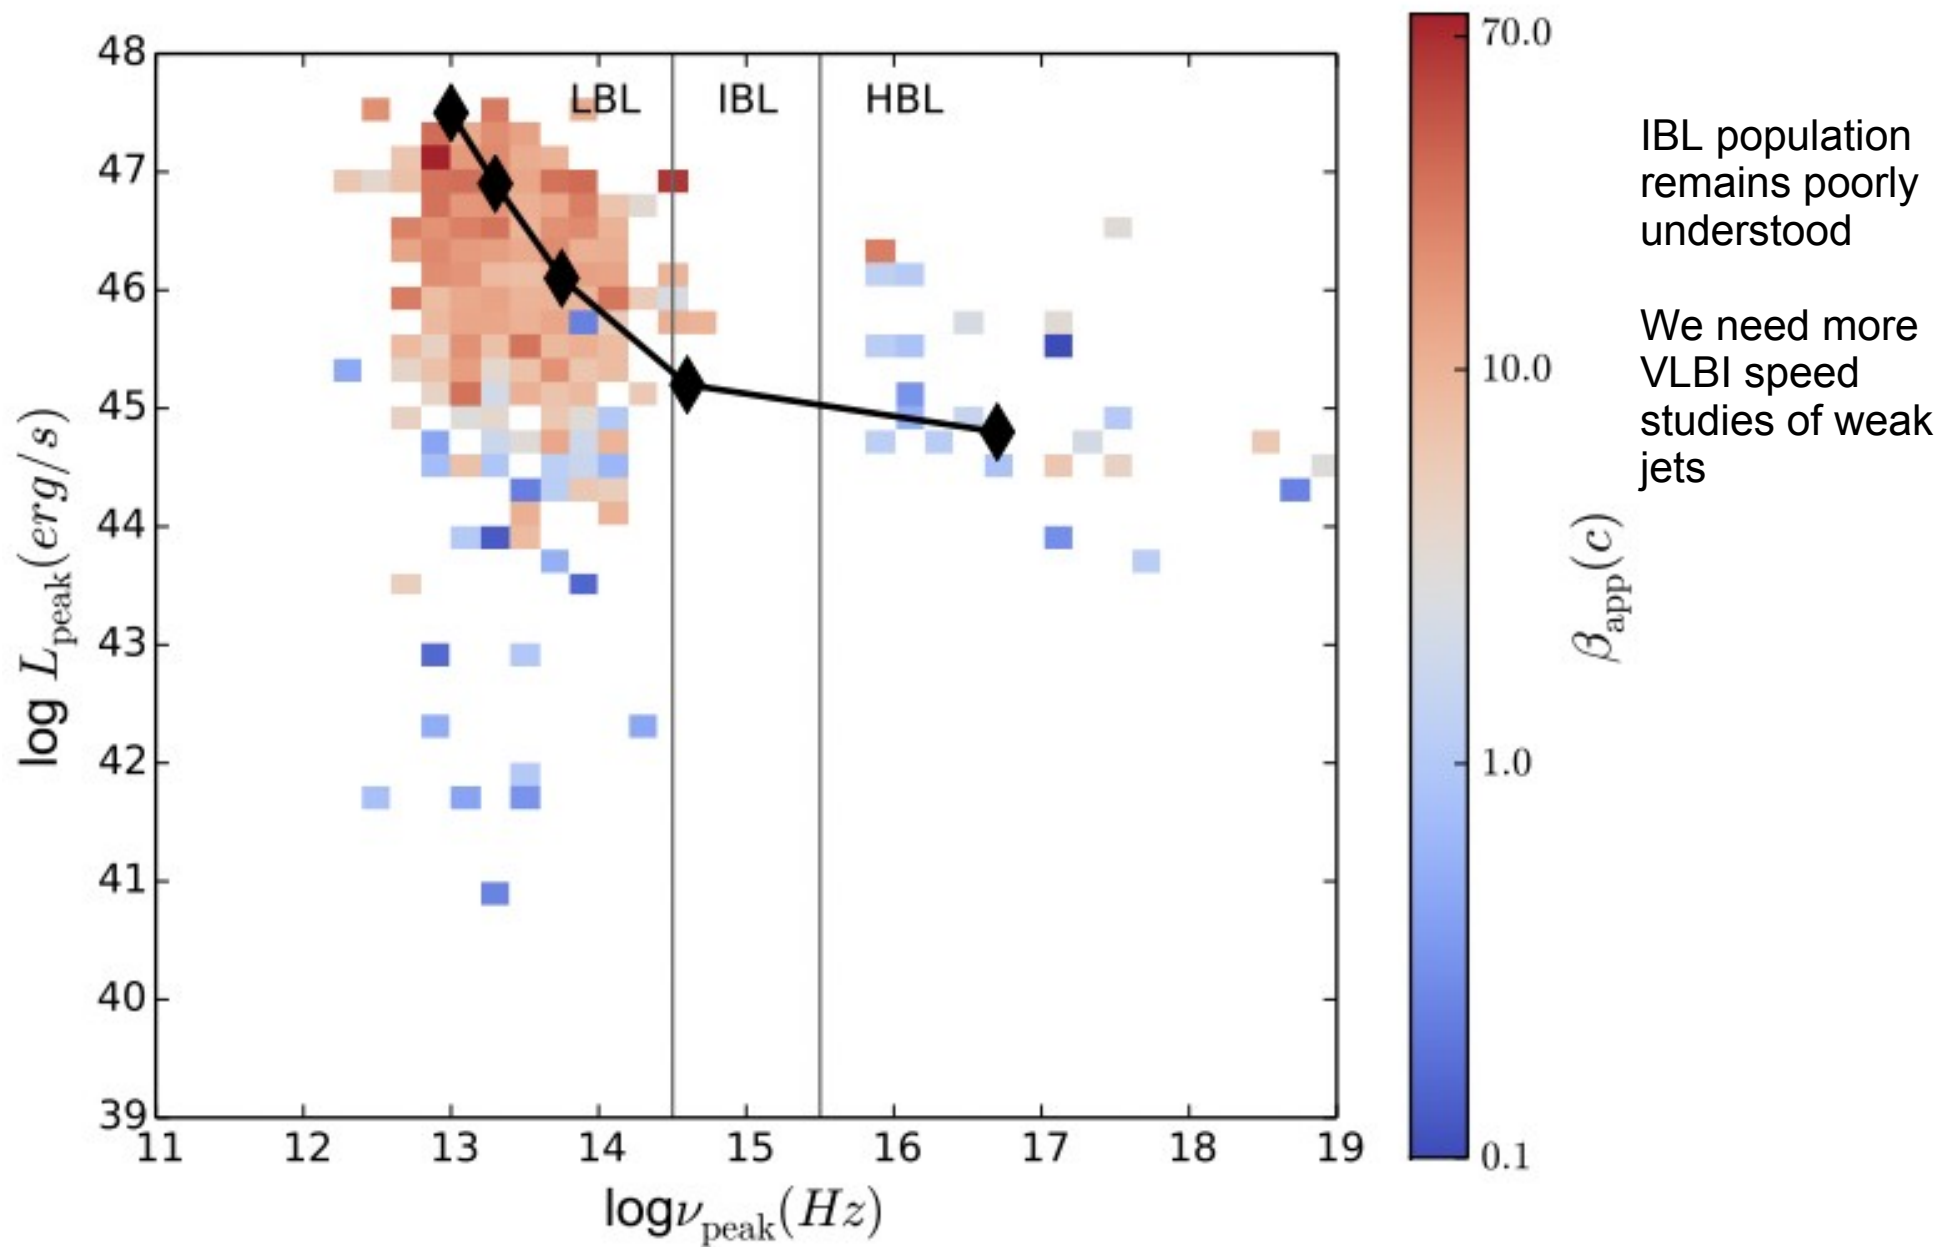 48
47
46
45
44
43
42
41
40
39
11 12 13 14 15 16 17 18 19
log L_peak(erg/s)
logν_peak(Hz)
LBL IBL HBL
70.0
10.0
1.0
0.1
β_app(c)
IBL population
remains poorly
understood
We need more
VLBI speed
studies of weak
jets